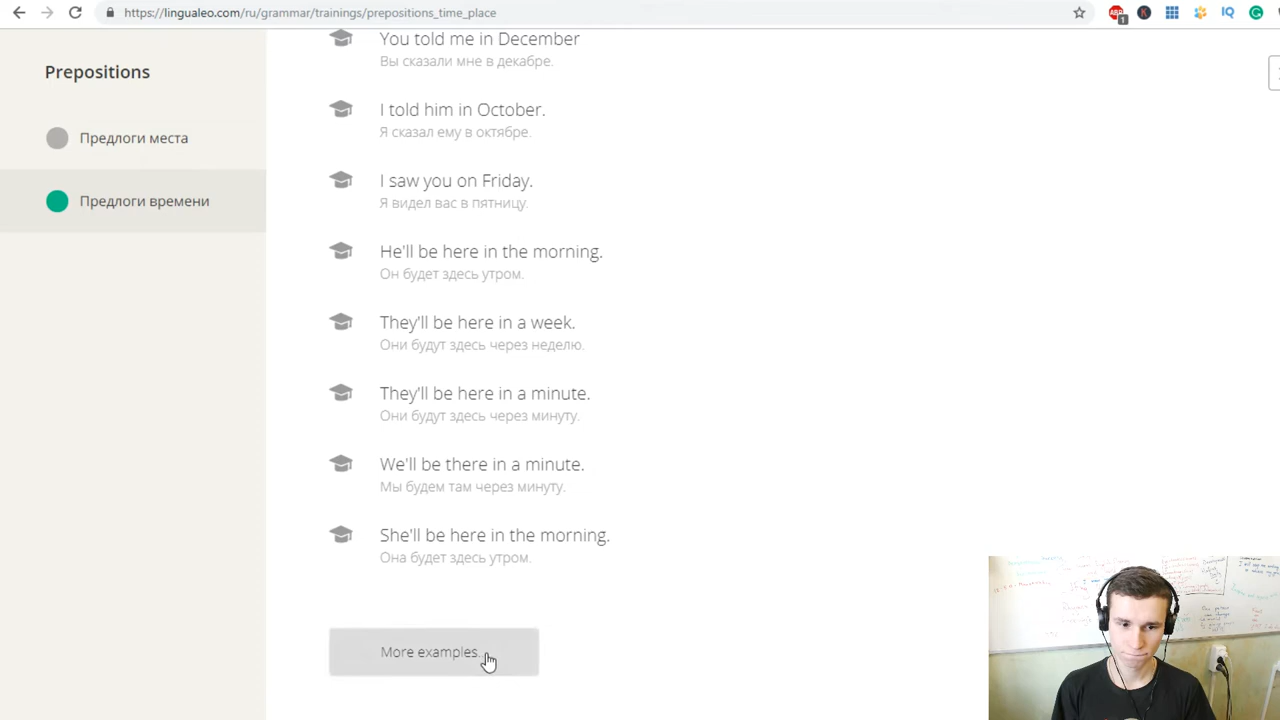 https://lingualeo.com/ru/grammar/trainings/prepositions_time_place
Prepositions
Предлоги места
Предлоги времени
You told me in December
Вы сказали мне в декабре.
I told him in October.
Я сказал ему в октябре.
I saw you on Friday.
Я видел вас в пятницу.
He'll be here in the morning.
Он будет здесь утром.
They'll be here in a week.
Они будут здесь через неделю.
They'll be here in a minute.
Они будут здесь через минуту.
We'll be there in a minute.
Мы будем там через минуту.
She'll be here in the morning.
Она будет здесь утром.
More examples...